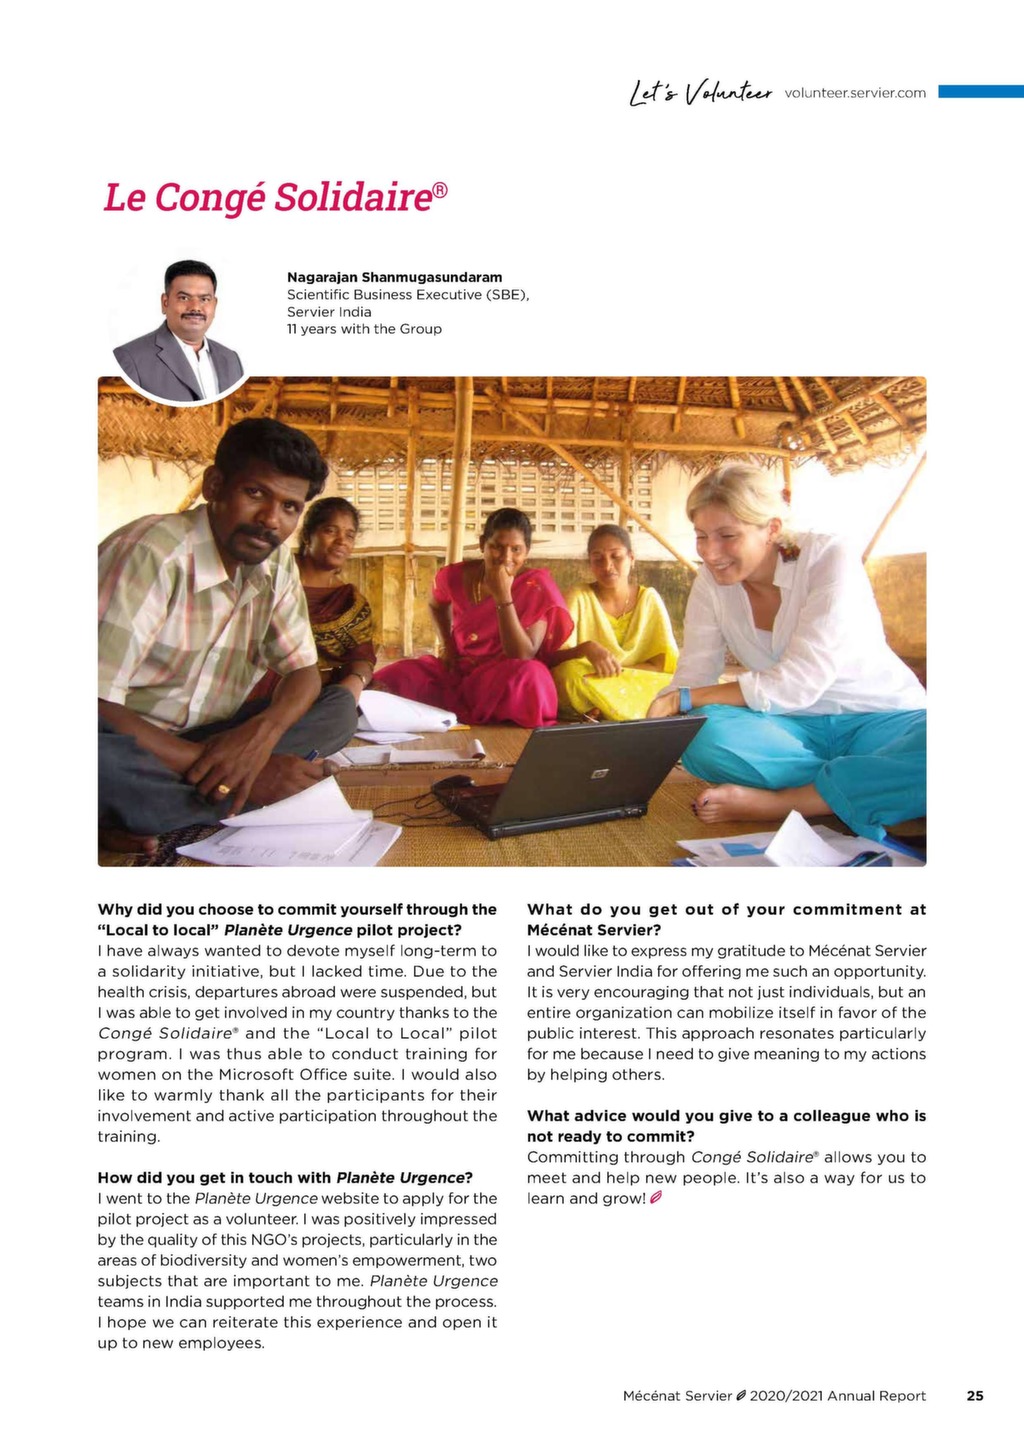 Let's Volunteer volunteer.servier.com
Le Congé Solidaire®
Nagarajan Shanmugasundaram
Scientific Business Executive (SBE),
Servier India
11 years with the Group
hp
Why did you choose to commit yourself through the
“Local to local” Planète Urgence pilot project?
I have always wanted to devote myself long-term to
a solidarity initiative, but I lacked time. Due to the
health crisis, departures abroad were suspended, but
I was able to get involved in my country thanks to the
Congé Solidaire® and the “Local to Local” pilot
program. I was thus able to conduct training for
women on the Microsoft Office suite. I would also
like to warmly thank all the participants for their
involvement and active participation throughout the
training.
How did you get in touch with Planète Urgence?
I went to the Planète Urgence website to apply for the
pilot project as a volunteer. I was positively impressed
by the quality of this NGO’s projects, particularly in the
areas of biodiversity and women’s empowerment, two
subjects that are important to me. Planète Urgence
teams in India supported me throughout the process.
I hope we can reiterate this experience and open it
up to new employees.
What do you get out of your commitment at
Mécénat Servier?
I would like to express my gratitude to Mécénat Servier
and Servier India for offering me such an opportunity.
It is very encouraging that not just individuals, but an
entire organization can mobilize itself in favor of the
public interest. This approach resonates particularly
for me because I need to give meaning to my actions
by helping others.
What advice would you give to a colleague who is
not ready to commit?
Committing through Congé Solidaire® allows you to
meet and help new people. It’s also a way for us to
learn and grow!
Mécénat Servier 2020/2021 Annual Report 25